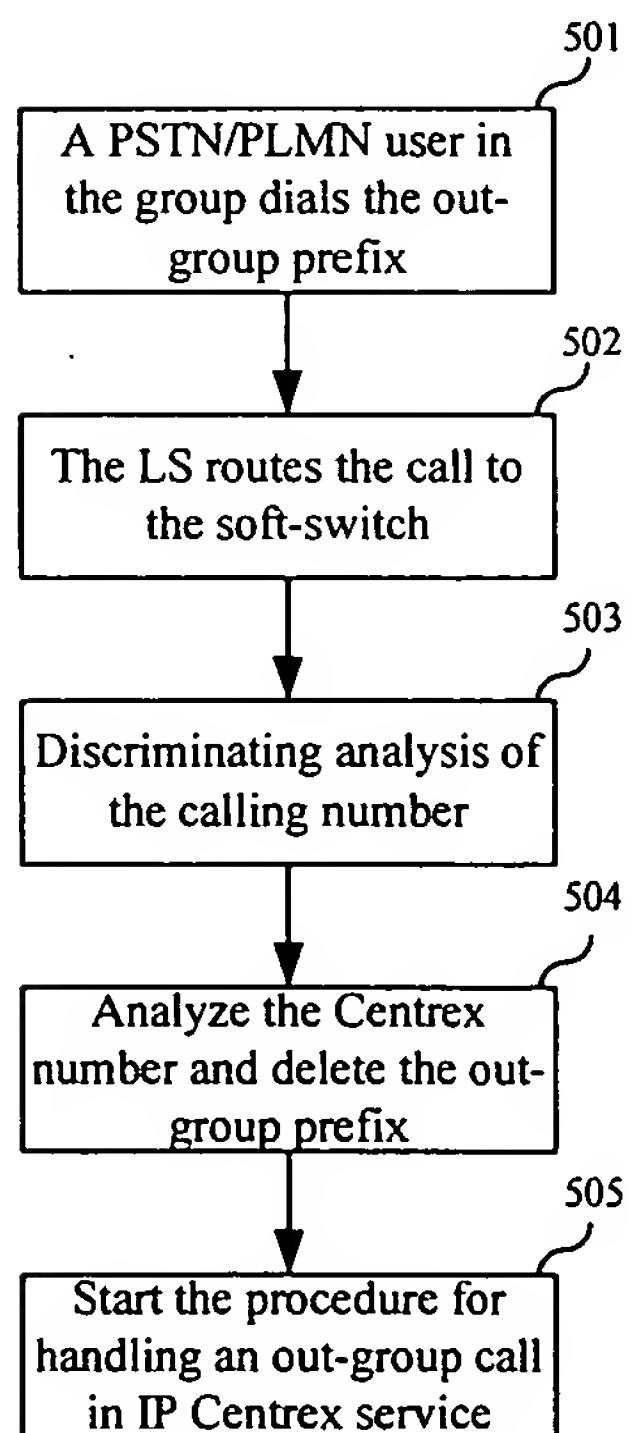 501
A PSTN/PLMN user in
the group dials the out-
group prefix
502
The LS routes the call to
the soft-switch
503
Discriminating analysis of
the calling number
504
Analyze the Centrex
number and delete the out-
group prefix
505
Start the procedure for
handling an out-group call
in IP Centrex service